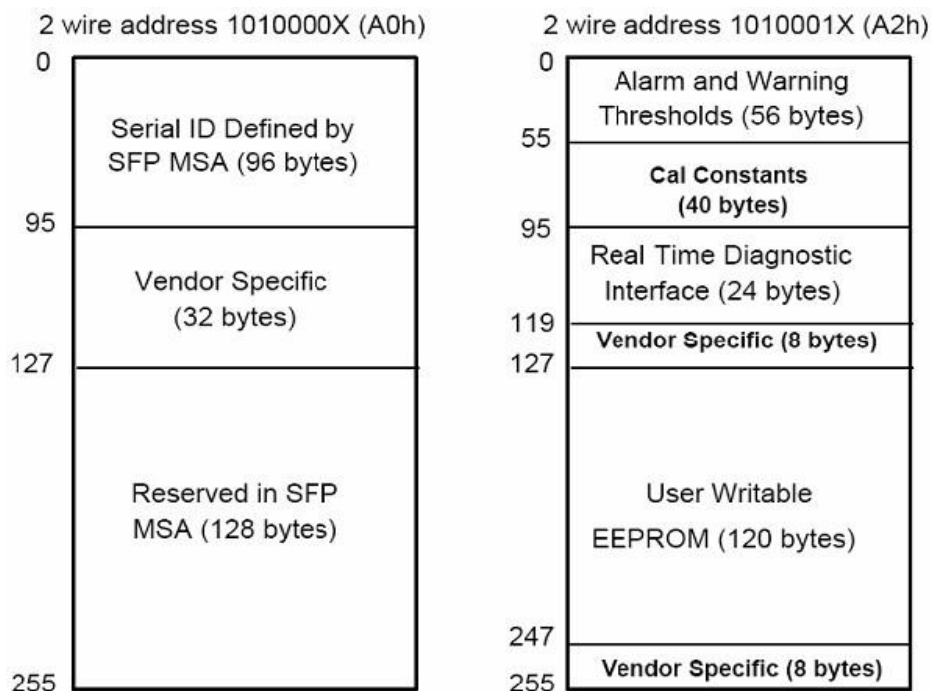 2 wire address 1010000X (A0h)
0
Serial ID Defined by
SFP MSA (96 bytes)
95
Vendor Specific
(32 bytes)
127
Reserved in SFP
MSA (128 bytes)
255
2 wire address 1010001X (A2h)
0
Alarm and Warning
Thresholds (56 bytes)
55
Cal Constants
(40 bytes)
95
Real Time Diagnostic
Interface (24 bytes)
119
Vendor Specific (8 bytes)
127
User Writable
EEPROM (120 bytes)
247
Vendor Specific (8 bytes)
255